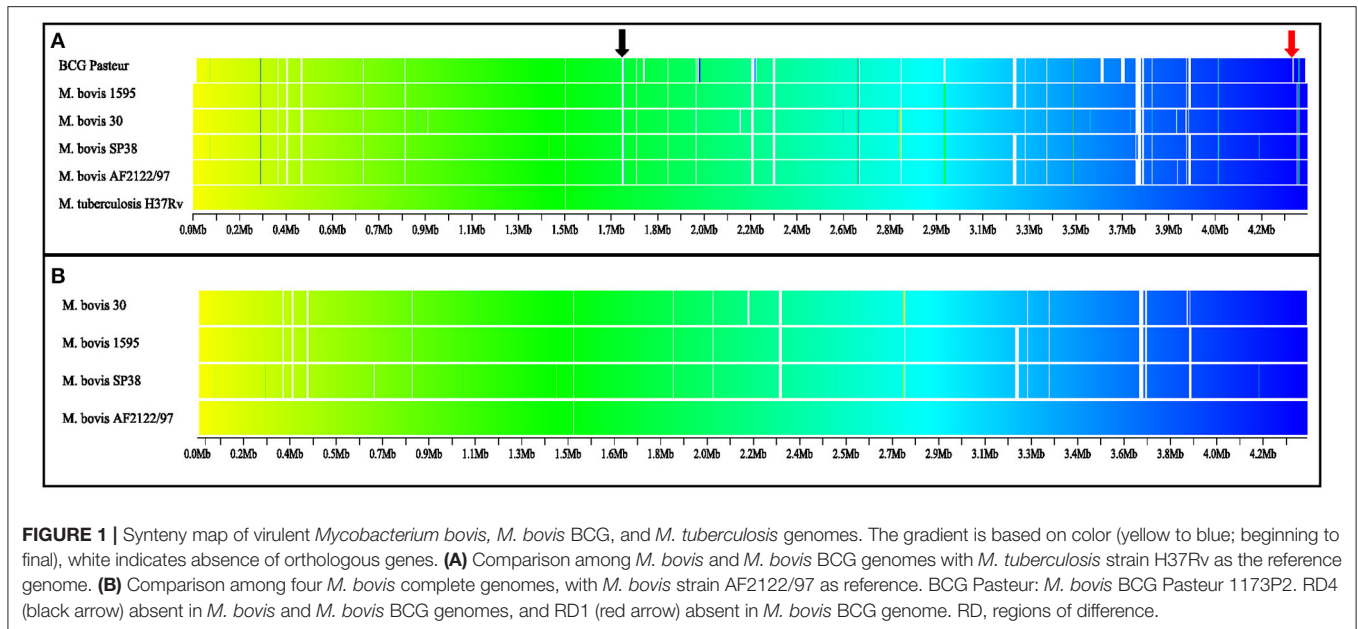 A
BCG Pasteur
M. bovis 1595
M. bovis 30
M. bovis SP38
M. bovis AF2122/97
M. tuberculosis H37Rv
0.0Mb 0.2Mb 0.4Mb 0.6Mb 0.7Mb 0.9Mb 1.1Mb 1.3Mb 1.5Mb 1.7Mb 1.8Mb 2.0Mb 2.2Mb 2.4Mb 2.6Mb 2.8Mb 2.9Mb 3.1Mb 3.3Mb 3.5Mb 3.7Mb 3.9Mb 4.0Mb 4.2Mb
B
M. bovis 30
M. bovis 1595
M. bovis SP38
M. bovis AF2122/97
0.0Mb 0.2Mb 0.4Mb 0.5Mb 0.7Mb 0.9Mb 1.1Mb 1.3Mb 1.5Mb 1.6Mb 1.8Mb 2.0Mb 2.2Mb 2.4Mb 2.6Mb 2.7Mb 2.9Mb 3.1Mb 3.3Mb 3.5Mb 3.6Mb 3.8Mb 4.0Mb 4.2Mb
FIGURE 1 | Synteny map of virulent Mycobacterium bovis, M. bovis BCG, and M. tuberculosis genomes. The gradient is based on color (yellow to blue; beginning to
final), white indicates absence of orthologous genes. (A) Comparison among M. bovis and M. bovis BCG genomes with M. tuberculosis strain H37Rv as the reference
genome. (B) Comparison among four M. bovis complete genomes, with M. bovis strain AF2122/97 as reference. BCG Pasteur: M. bovis BCG Pasteur 1173P2. RD4
(black arrow) absent in M. bovis and M. bovis BCG genomes, and RD1 (red arrow) absent in M. bovis BCG genome. RD, regions of difference.